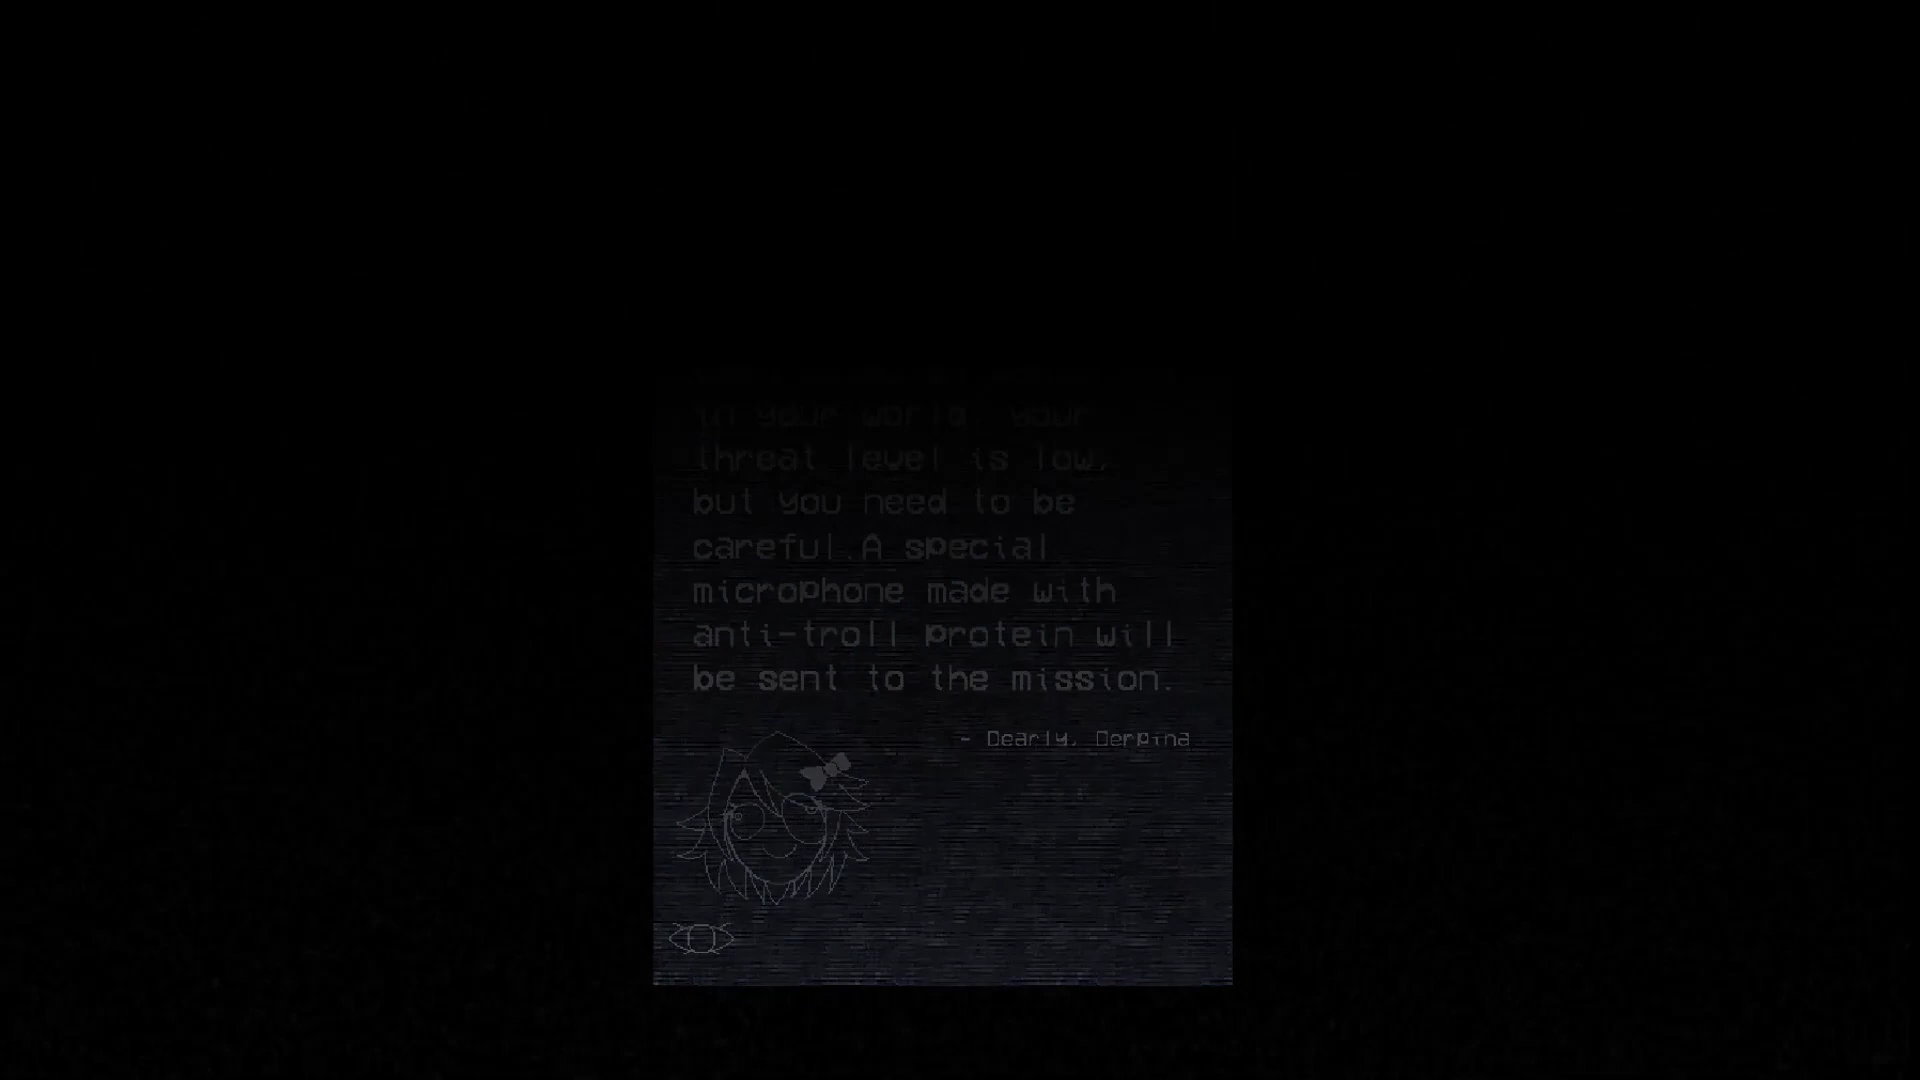 in your world, your
threat level is low,
but you need to be
careful.A special
microphone made with
anti-troll protein will
be sent to the mission.
- Dearly, Derpina